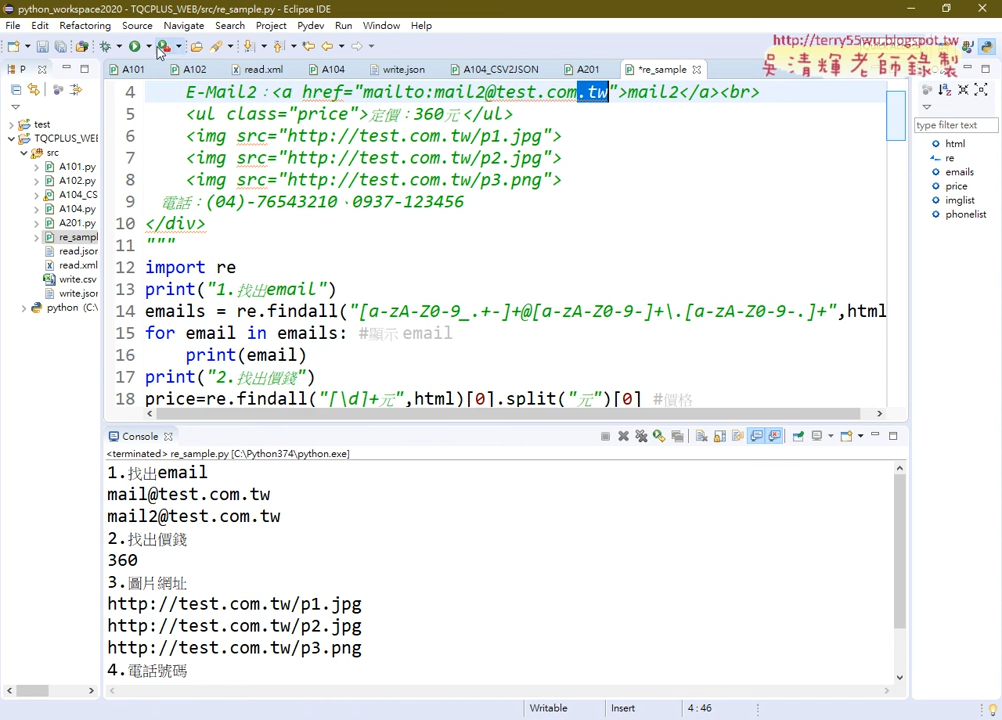 python_workspace2020 - TQCPLUS_WEB/src/re_sample.py - Eclipse IDE
File Edit Refactoring Source Navigate Search Project Pydev Run Window Help
http://terry55wu.blogspot.tw
吳清輝老師錄製
P
A101 A102 read.xml A104 write.json A104_CSV2JSON A201 *re_sample
type filter text
test
TQCPLUS_WEB
src
A101.py
A102.py
A104_CS
A104.py
A201.py
re_sampl
read.json
read.xml
write.csv
write.json
python (C:\
4 E-Mail2：<a href="mailto:mail2@test.com.tw">mail2</a><br>
5 <ul class="price">定價：360元</ul>
6 <img src="http://test.com.tw/p1.jpg">
7 <img src="http://test.com.tw/p2.jpg">
8 <img src="http://test.com.tw/p3.png">
9 電話：(04)-76543210、0937-123456
10 </div>
11 """
12 import re
13 print("1.找出email")
14 emails = re.findall("[a-zA-Z0-9_.+-]+@[a-zA-Z0-9-]+\.[a-zA-Z0-9-.]+",html
15 for email in emails: #顯示 email
16 print(email)
17 print("2.找出價錢")
18 price=re.findall("[\d]+元",html)[0].split("元")[0] #價格
html
re
emails
price
imglist
phonelist
Console
<terminated> re_sample.py [C:\Python374\python.exe]
1.找出email
mail@test.com.tw
mail2@test.com.tw
2.找出價錢
360
3.圖片網址
http://test.com.tw/p1.jpg
http://test.com.tw/p2.jpg
http://test.com.tw/p3.png
4.電話號碼
Writable Insert 4 : 46